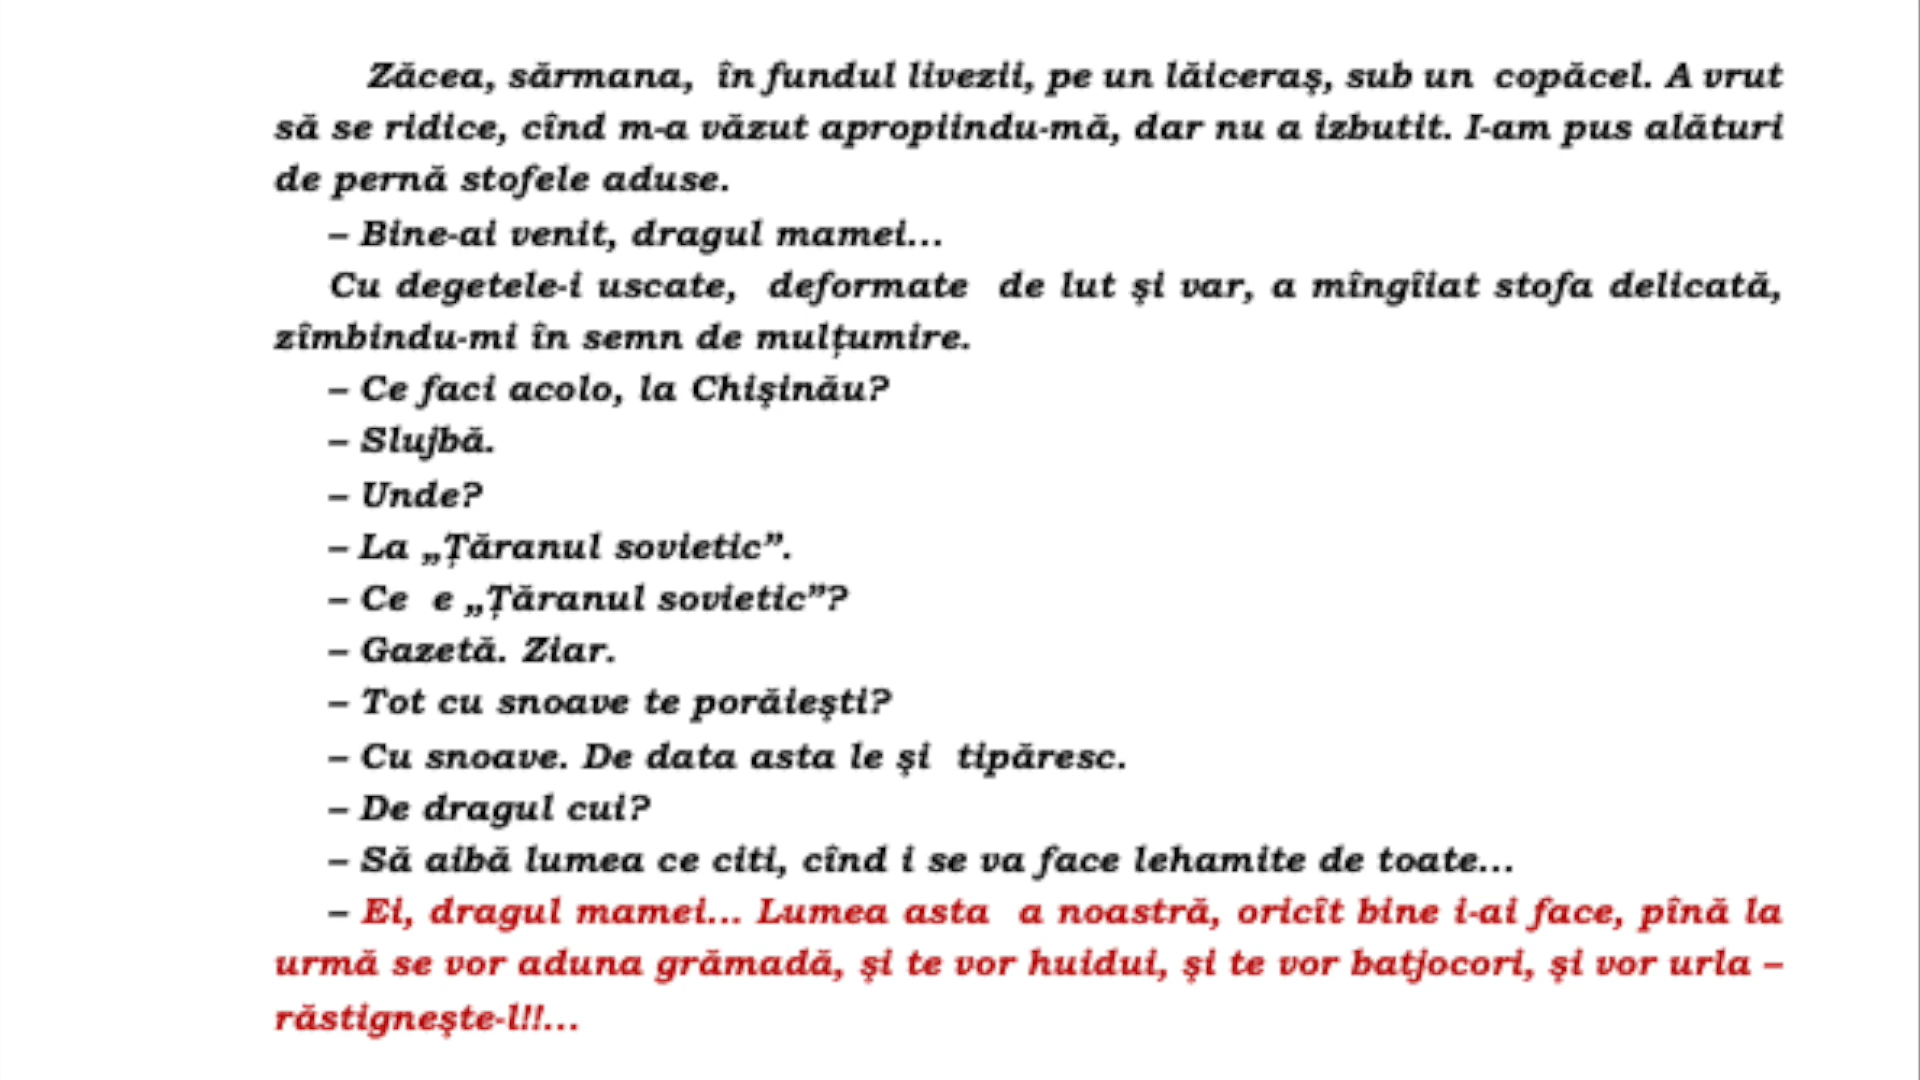 Zăcea, sărmana, în fundul livezii, pe un lăiceraş, sub un copăcel. A vrut
să se ridice, cînd m-a văzut apropiindu-mă, dar nu a izbutit. I-am pus alături
de pernă stofele aduse.
– Bine-ai venit, dragul mamei...
Cu degetele-i uscate, deformate de lut şi var, a mîngîiat stofa delicată,
zîmbindu-mi în semn de mulţumire.
– Ce faci acolo, la Chişinău?
– Slujbă.
– Unde?
– La „Ţăranul sovietic”.
– Ce e „Ţăranul sovietic”?
– Gazetă. Ziar.
– Tot cu snoave te porăieşti?
– Cu snoave. De data asta le şi tipăresc.
– De dragul cui?
– Să aibă lumea ce citi, cînd i se va face lehamite de toate...
– Ei, dragul mamei... Lumea asta a noastră, oricît bine i-ai face, pînă la
urmă se vor aduna grămadă, şi te vor huidui, şi te vor batjocori, şi vor urla –
răstigneşte-l!!...